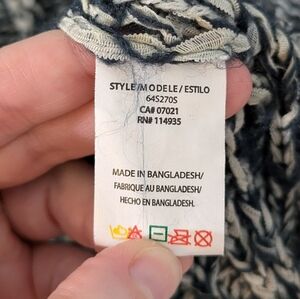 STYLE/MODELE/ESTILO
64S270S
CA# 07021
RN# 114935
MADE IN BANGLADESH/
FABRIQUE AU BANGLADESH/
HECHO EN BANGLADESH.